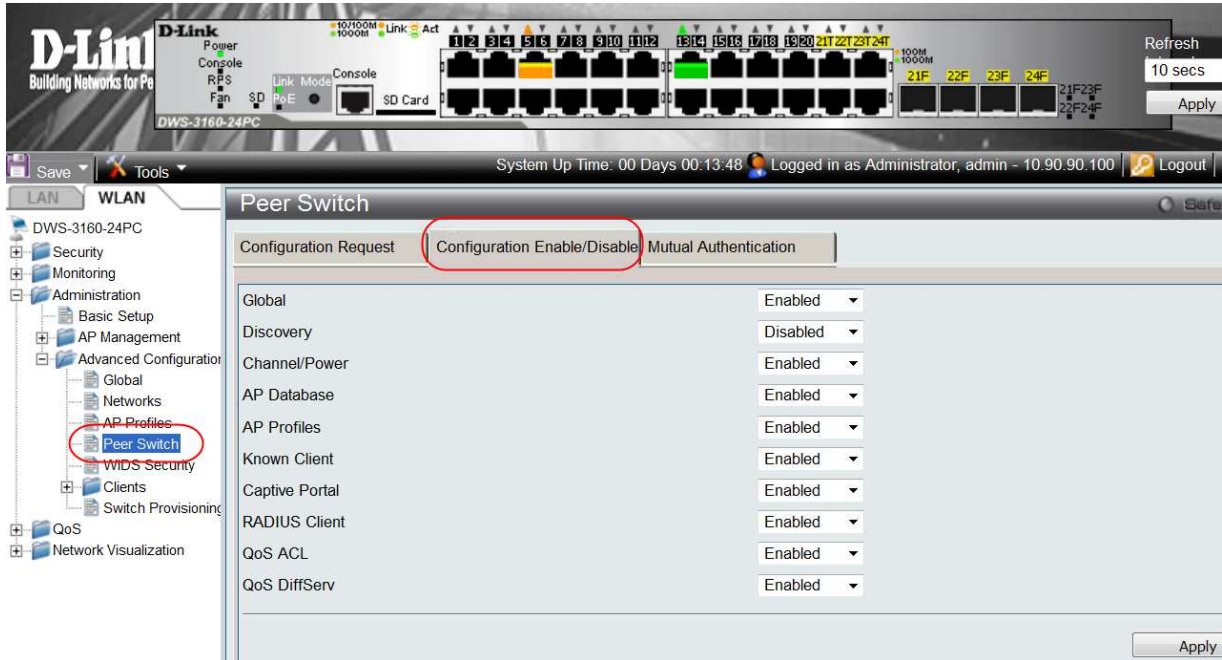 D-Link
Building Networks for Pe
D-Link
Power
Console
RPS
Fan
SD
Link Mode
PoE
Console
SD Card
DWS-3160-24PC
10/100M
1000M
Link
Act
1 2 3 4 5 6 7 8 9 10 11 12 13 14 15 16 17 18 19 20 21T 22T 23T 24T
100M
1000M
21F 22F 23F 24F
21F23F
22F24F
Refresh
10 secs
Apply
Save
Tools
System Up Time: 00 Days 00:13:48
Logged in as Administrator, admin - 10.90.90.100
Logout
LAN
WLAN
DWS-3160-24PC
Security
Monitoring
Administration
Basic Setup
AP Management
Advanced Configuration
Global
Networks
AP Profiles
Peer Switch
WIDS Security
Clients
Switch Provisioning
QoS
Network Visualization
Peer Switch
Safe
Configuration Request
Configuration Enable/Disable
Mutual Authentication
Global Enabled
Discovery Disabled
Channel/Power Enabled
AP Database Enabled
AP Profiles Enabled
Known Client Enabled
Captive Portal Enabled
RADIUS Client Enabled
QoS ACL Enabled
QoS DiffServ Enabled
Apply